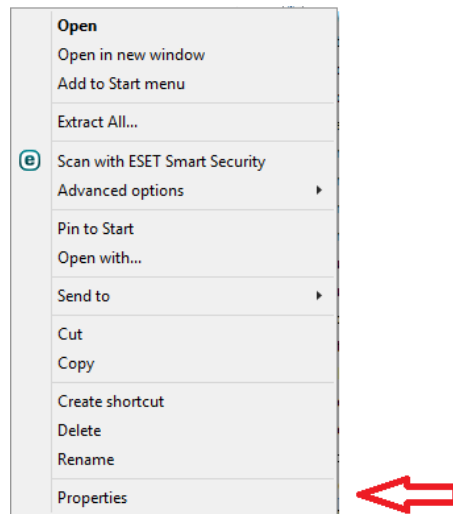 Open
Open in new window
Add to Start menu
Extract All...
e Scan with ESET Smart Security
Advanced options
Pin to Start
Open with...
Send to
Cut
Copy
Create shortcut
Delete
Rename
Properties